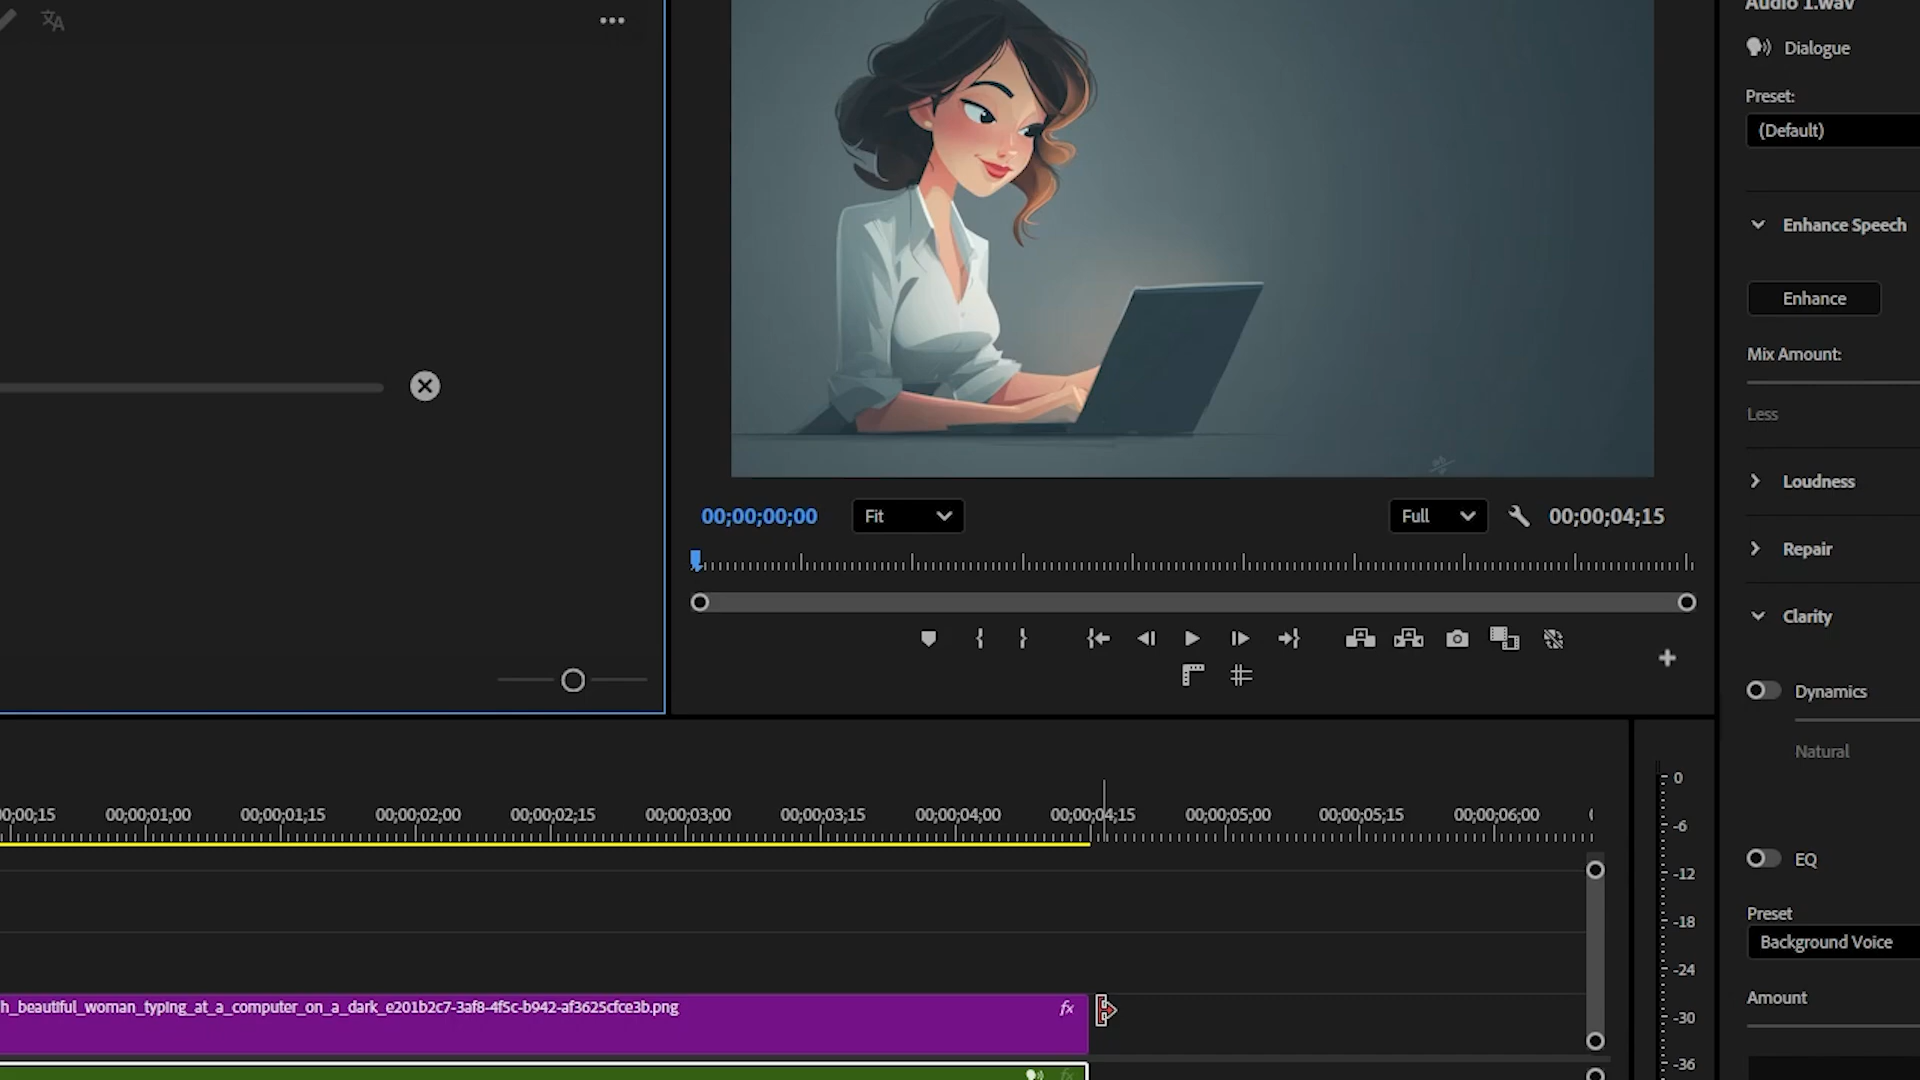 Audio 1.wav
Dialogue
Preset:
(Default)
Enhance Speech
Enhance
Mix Amount:
Less
00;00;00;00
Fit
Full
00;00;04;15
Loudness
Repair
Clarity
Dynamics
Natural
00;00;15
00;00;01;00
00;00;01;15
00;00;02;00
00;00;02;15
00;00;03;00
00;00;03;15
00;00;04;00
00;00;04;15
00;00;05;00
00;00;05;15
00;00;06;00
0
-6
-12
-18
-24
-30
-36
EQ
Preset
Background Voice
Amount
h_beautiful_woman_typing_at_a_computer_on_a_dark_e201b2c7-3af8-4f5c-b942-af3625cfce3b.png
fx
fx